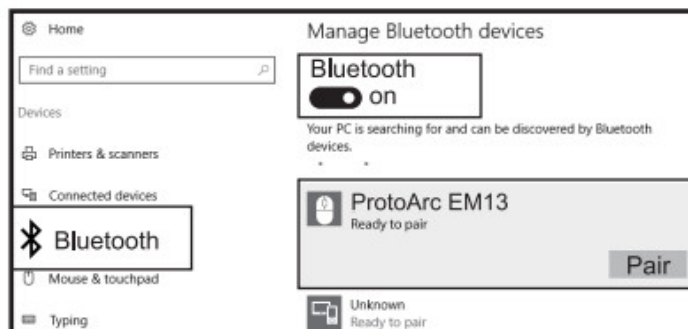 Home
Find a setting
Devices
Printers & scanners
Connected devices
Bluetooth
Mouse & touchpad
Typing
Manage Bluetooth devices
Bluetooth
on
Your PC is searching for and can be discovered by Bluetooth
devices.
ProtoArc EM13
Ready to pair
Pair
Unknown
Ready to pair